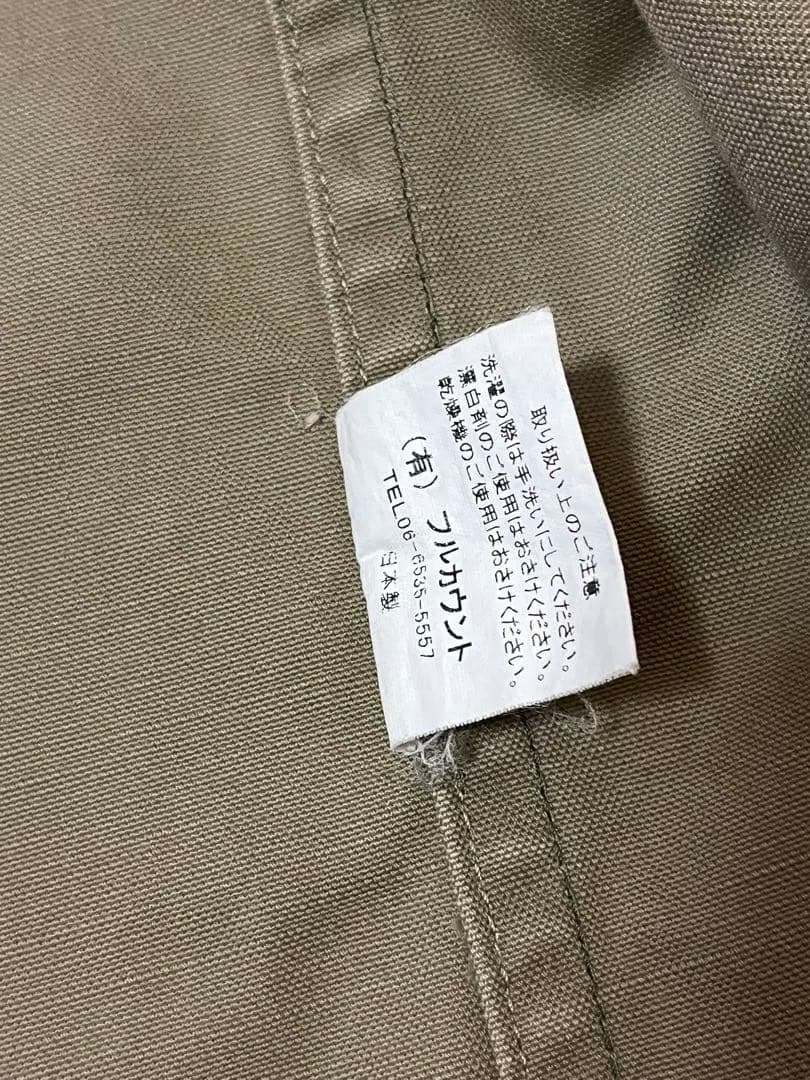 取り扱い上のご注意
洗濯の際は手洗いにしてください。
漂白剤のご使用はおさけください。
乾燥機のご使用はおさけください。
(有) フルカウント
TEL06-6535-5557
日本製